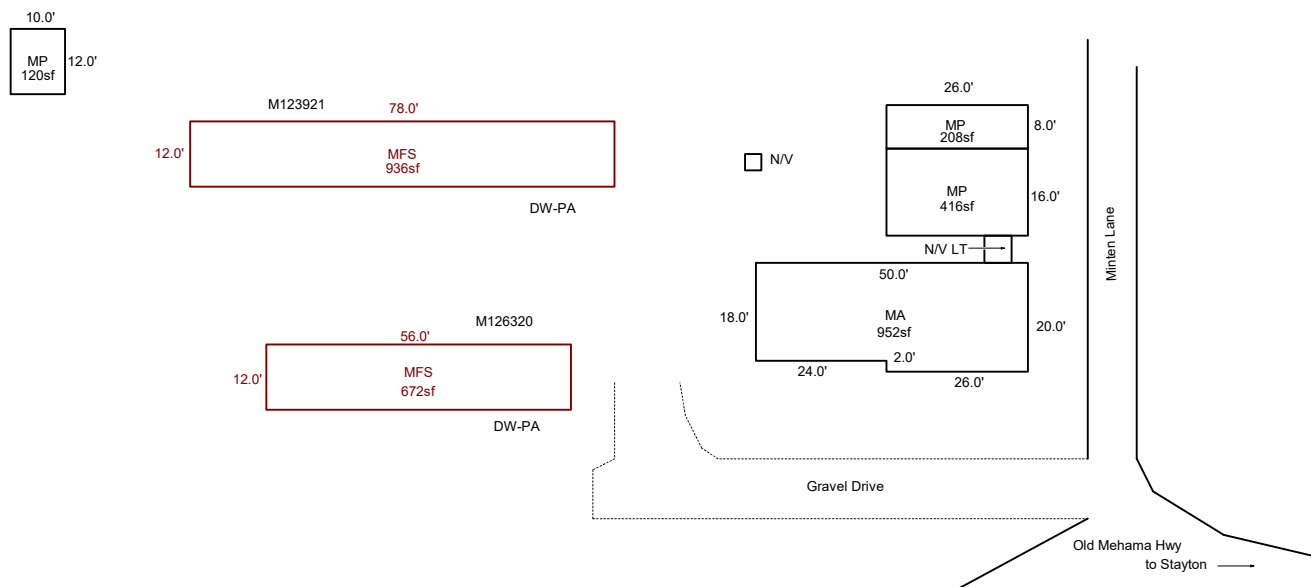 10.0'
MP
120sf
12.0'
M123921
78.0'
12.0'
MFS
936sf
DW-PA
N/V
26.0'
MP
208sf
8.0'
MP
416sf
16.0'
N/V LT
50.0'
18.0'
MA
952sf
20.0'
2.0'
24.0'
26.0'
M126320
56.0'
12.0'
MFS
672sf
DW-PA
Minten Lane
Gravel Drive
Old Mehama Hwy
to Stayton